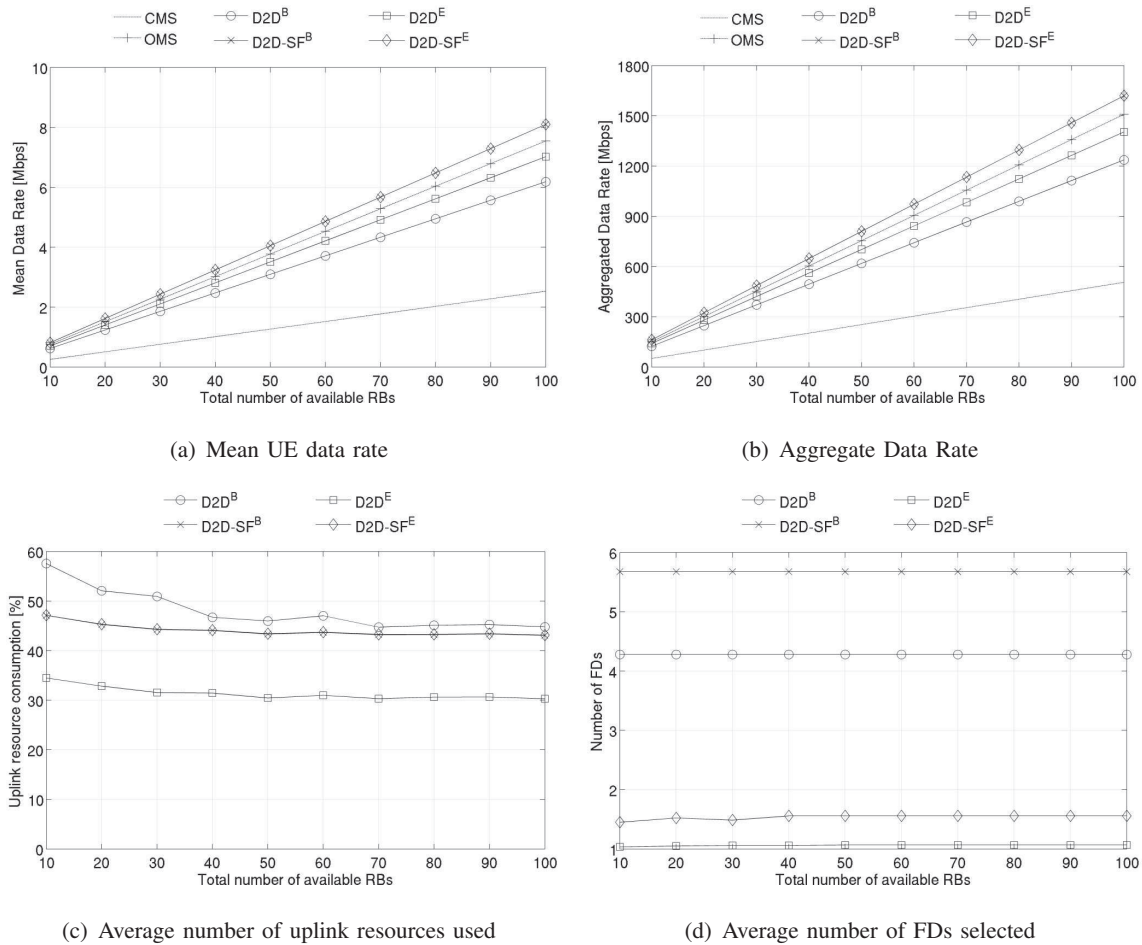 CMS D2D^B D2D^E
OMS D2D-SF^B D2D-SF^E
10
8
6
4
2
0
Mean Data Rate [Mbps]
10 20 30 40 50 60 70 80 90 100
Total number of available RBs
(a) Mean UE data rate
CMS D2D^B D2D^E
OMS D2D-SF^B D2D-SF^E
1800
1500
1200
900
600
300
0
Aggregated Data Rate [Mbps]
10 20 30 40 50 60 70 80 90 100
Total number of available RBs
(b) Aggregate Data Rate
D2D^B D2D^E
D2D-SF^B D2D-SF^E
60
50
40
30
20
10
0
Uplink resource consumption [%]
10 20 30 40 50 60 70 80 90 100
Total number of available RBs
(c) Average number of uplink resources used
D2D^B D2D^E
D2D-SF^B D2D-SF^E
6
5
4
3
2
1
Number of FDs
10 20 30 40 50 60 70 80 90 100
Total number of available RBs
(d) Average number of FDs selected